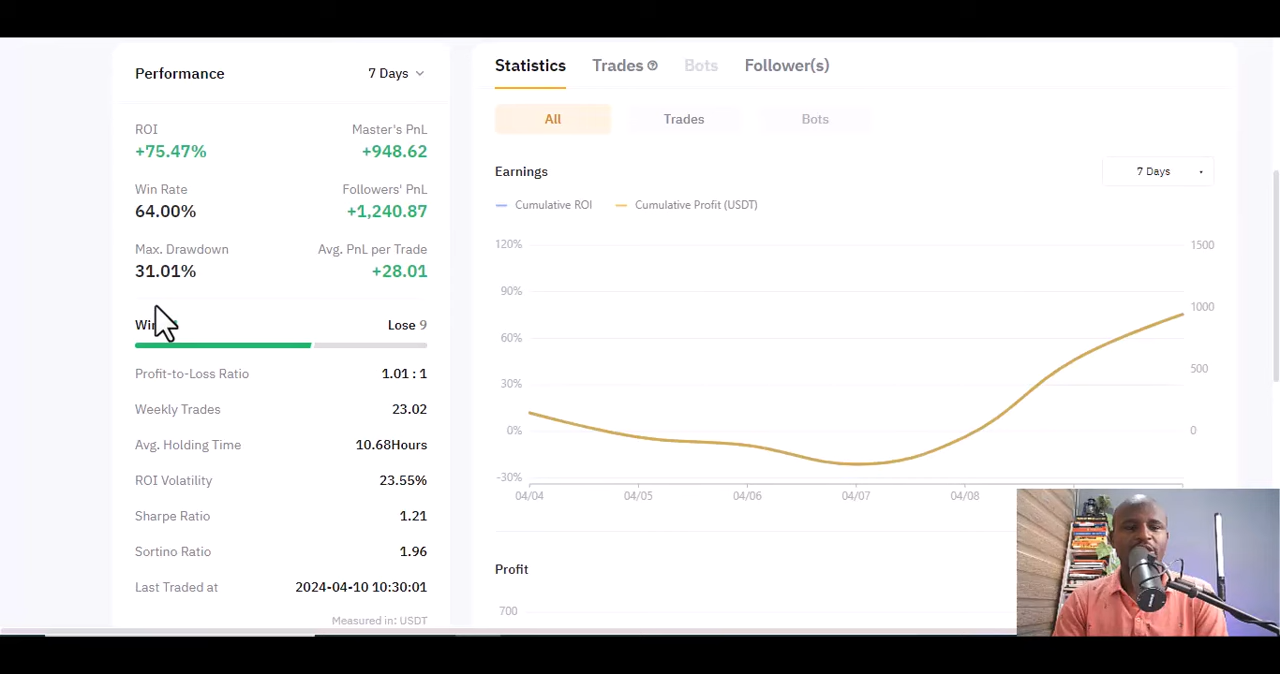 Performance
7 Days
ROI
Master's PnL
+75.47%
+948.62
Win Rate
Followers' PnL
64.00%
+1,240.87
Max. Drawdown
Avg. PnL per Trade
31.01%
+28.01
Lose 9
Profit-to-Loss Ratio
1.01 : 1
Weekly Trades
23.02
Avg. Holding Time
10.68Hours
ROI Volatility
23.55%
Sharpe Ratio
1.21
Sortino Ratio
1.96
Last Traded at
2024-04-10 10:30:01
Measured in: USDT
Statistics
Trades
Bots
Follower(s)
All
Trades
Bots
Earnings
7 Days
Cumulative ROI
Cumulative Profit (USDT)
120%
90%
60%
30%
0%
-30%
1500
1000
500
0
04/04
04/05
04/06
04/07
04/08
Profit
700